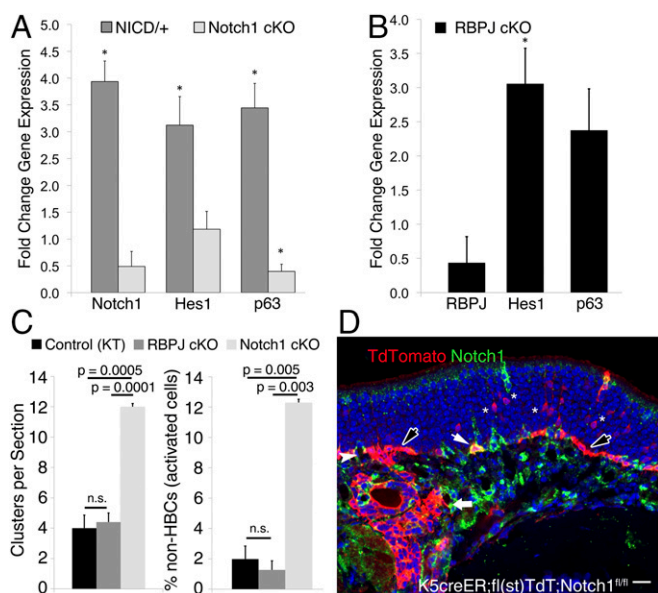 A
NICD/+
Notch1 cKO
Fold Change Gene Expression
4.5
4.0
3.5
3.0
2.5
2.0
1.5
1.0
0.5
0.0
*
*
*
*
Notch1
Hes1
p63
B
RBPJ cKO
Fold Change Gene Expression
4.0
3.5
3.0
2.5
2.0
1.5
1.0
0.5
0.0
*
RBPJ
Hes1
p63
C
Control (KT)
RBPJ cKO
Notch1 cKO
Clusters per Section
14
12
10
8
6
4
2
0
p = 0.0005
p = 0.0001
n.s.
% non-HBCs (activated cells)
14
12
10
8
6
4
2
0
p = 0.005
p = 0.003
n.s.
D
TdTomato Notch1
*
*
*
*
K5creER;fl(st)TdT;Notch1fl/fl